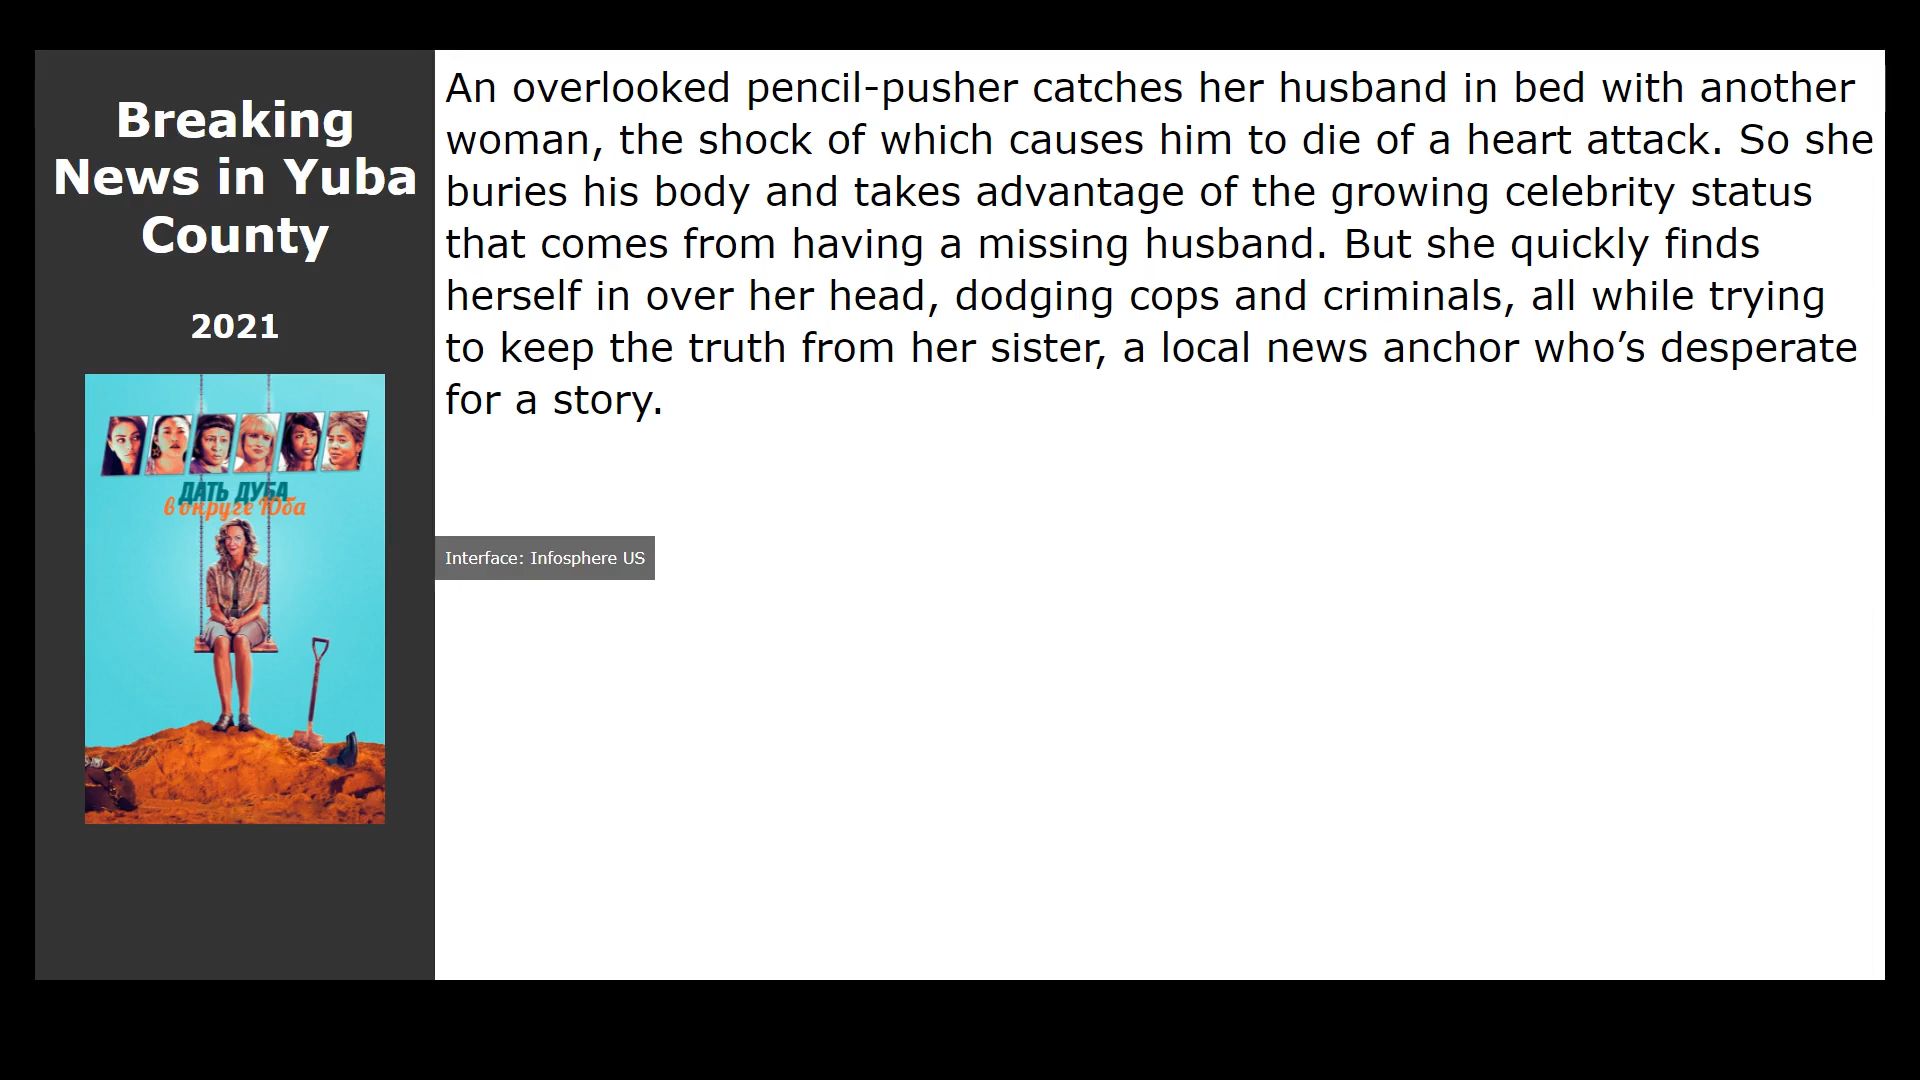 Breaking
News in Yuba
County
2021
ДАТЬ ДУБА
в округе Юба
An overlooked pencil-pusher catches her husband in bed with another
woman, the shock of which causes him to die of a heart attack. So she
buries his body and takes advantage of the growing celebrity status
that comes from having a missing husband. But she quickly finds
herself in over her head, dodging cops and criminals, all while trying
to keep the truth from her sister, a local news anchor who’s desperate
for a story.
Interface: Infosphere US